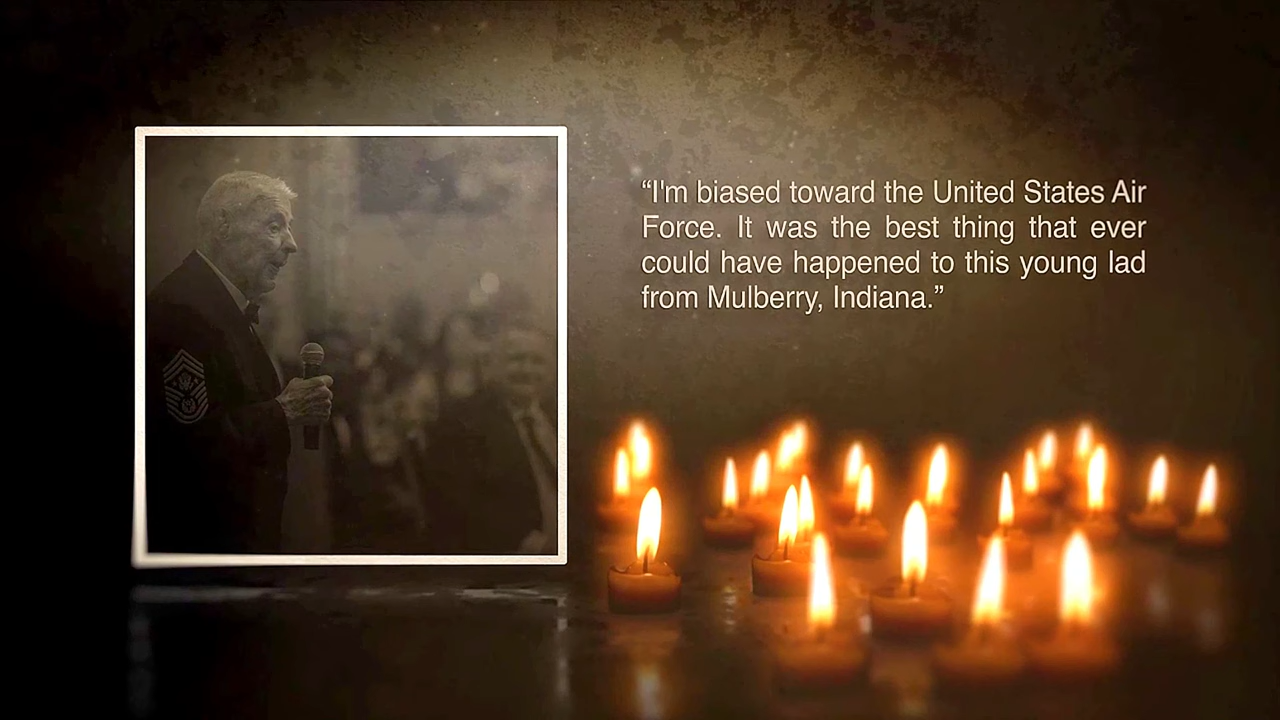 “I'm biased toward the United States Air
Force. It was the best thing that ever
could have happened to this young lad
from Mulberry, Indiana.”